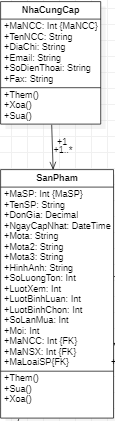 NhaCungCap
+MaNCC: Int {MaNCC}
+TenNCC: String
+DiaChi: String
+Email: String
+SoDienThoai: String
+Fax: String
+Them()
+Xoa()
+Sua()
+1
+1..*
SanPham
+MaSP: Int {MaSP}
+TenSP: String
+DonGia: Decimal
+NgayCapNhat: DateTime
+Mota: String
+Mota2: String
+Mota3: String
+HinhAnh: String
+SoLuongTon: Int
+LuotXem: Int
+LuotBinhLuan: Int
+LuotBinhChon: Int
+SoLanMua: Int
+Moi: Int
+MaNCC: Int {FK}
+MaNSX: Int {FK}
+MaLoaiSP{FK}
+Them()
+Sua()
+Xoa()